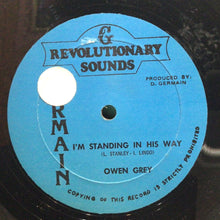 G
REVOLUTIONARY
SOUNDS
PRODUCED BY:
D. GERMAIN
RMAIN
I'M STANDING IN HIS WAY
(L. STANLEY - L. LINDO)
OWEN GREY
COPYING OF THIS RECORD IS STRICTLY PROHIBITED